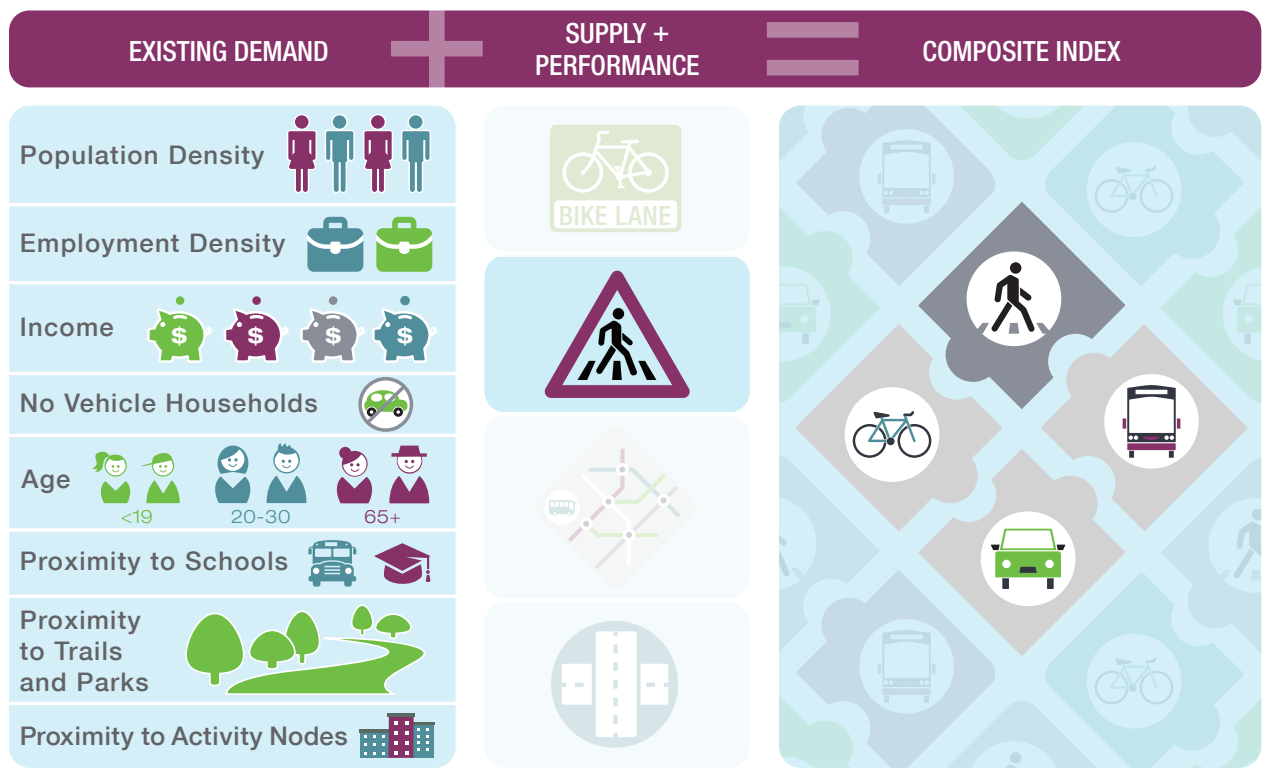 EXISTING DEMAND
SUPPLY +
PERFORMANCE
COMPOSITE INDEX
Population Density
Employment Density
Income
$ $ $ $
No Vehicle Households
Age
<19
20-30
65+
Proximity to Schools
Proximity
to Trails
and Parks
Proximity to Activity Nodes
BIKE LANE